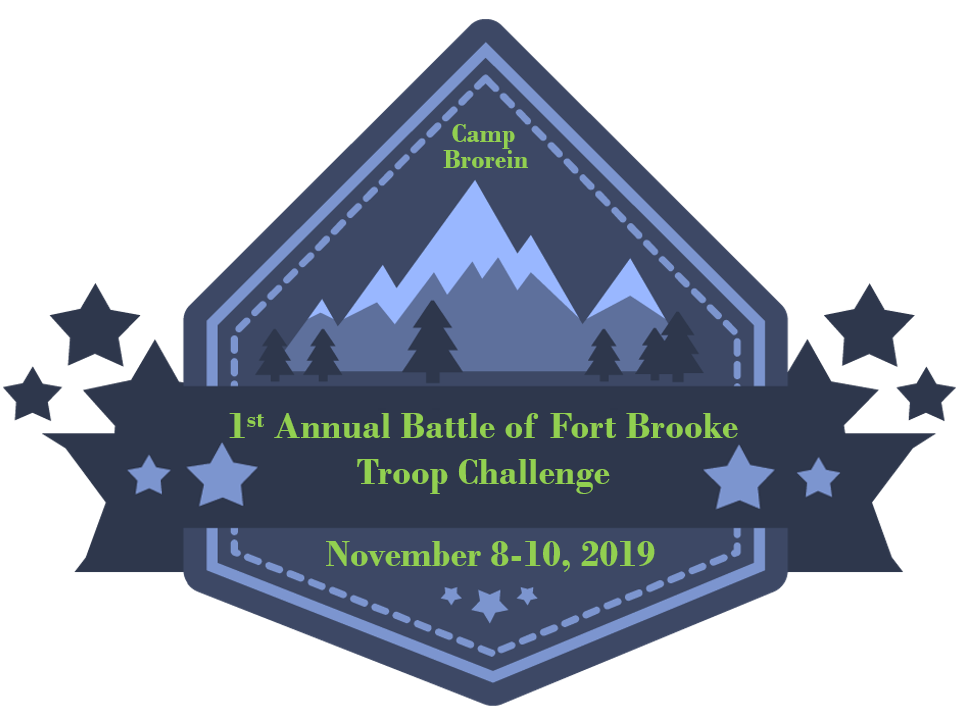 Camp
Brorein
1st Annual Battle of Fort Brooke
Troop Challenge
November 8-10, 2019